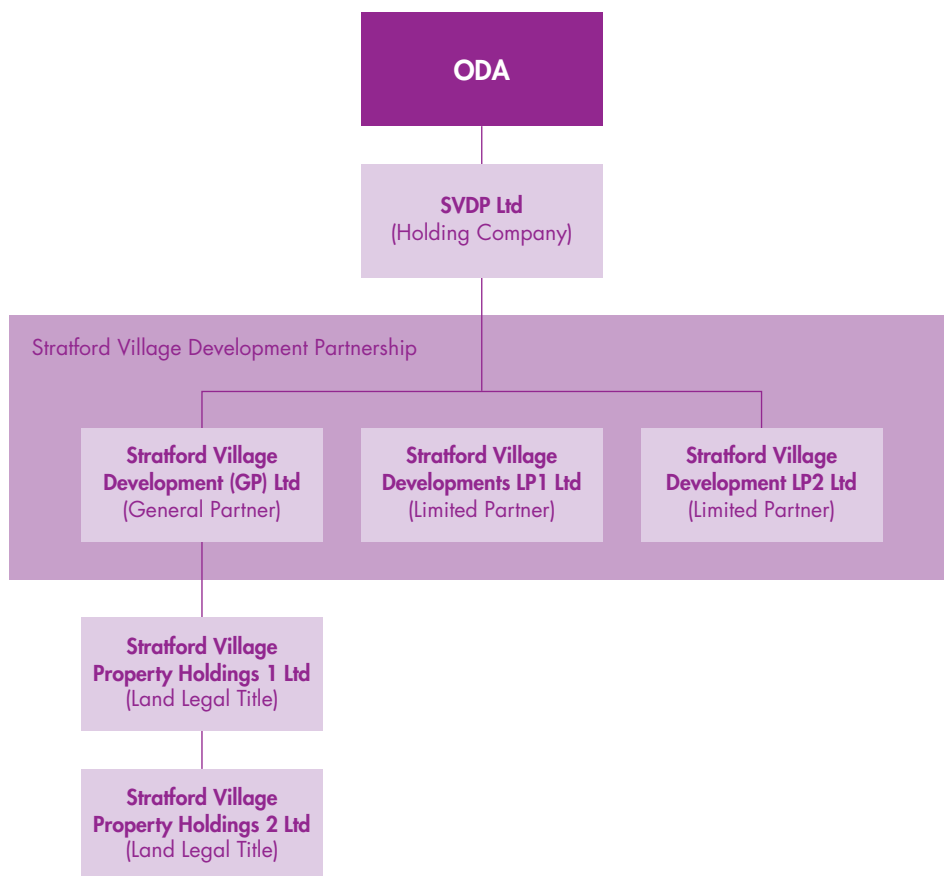 ODA
SVDP Ltd
(Holding Company)
Stratford Village Development Partnership
Stratford Village
Development (GP) Ltd
(General Partner)
Stratford Village
Developments LP1 Ltd
(Limited Partner)
Stratford Village
Development LP2 Ltd
(Limited Partner)
Stratford Village
Property Holdings 1 Ltd
(Land Legal Title)
Stratford Village
Property Holdings 2 Ltd
(Land Legal Title)